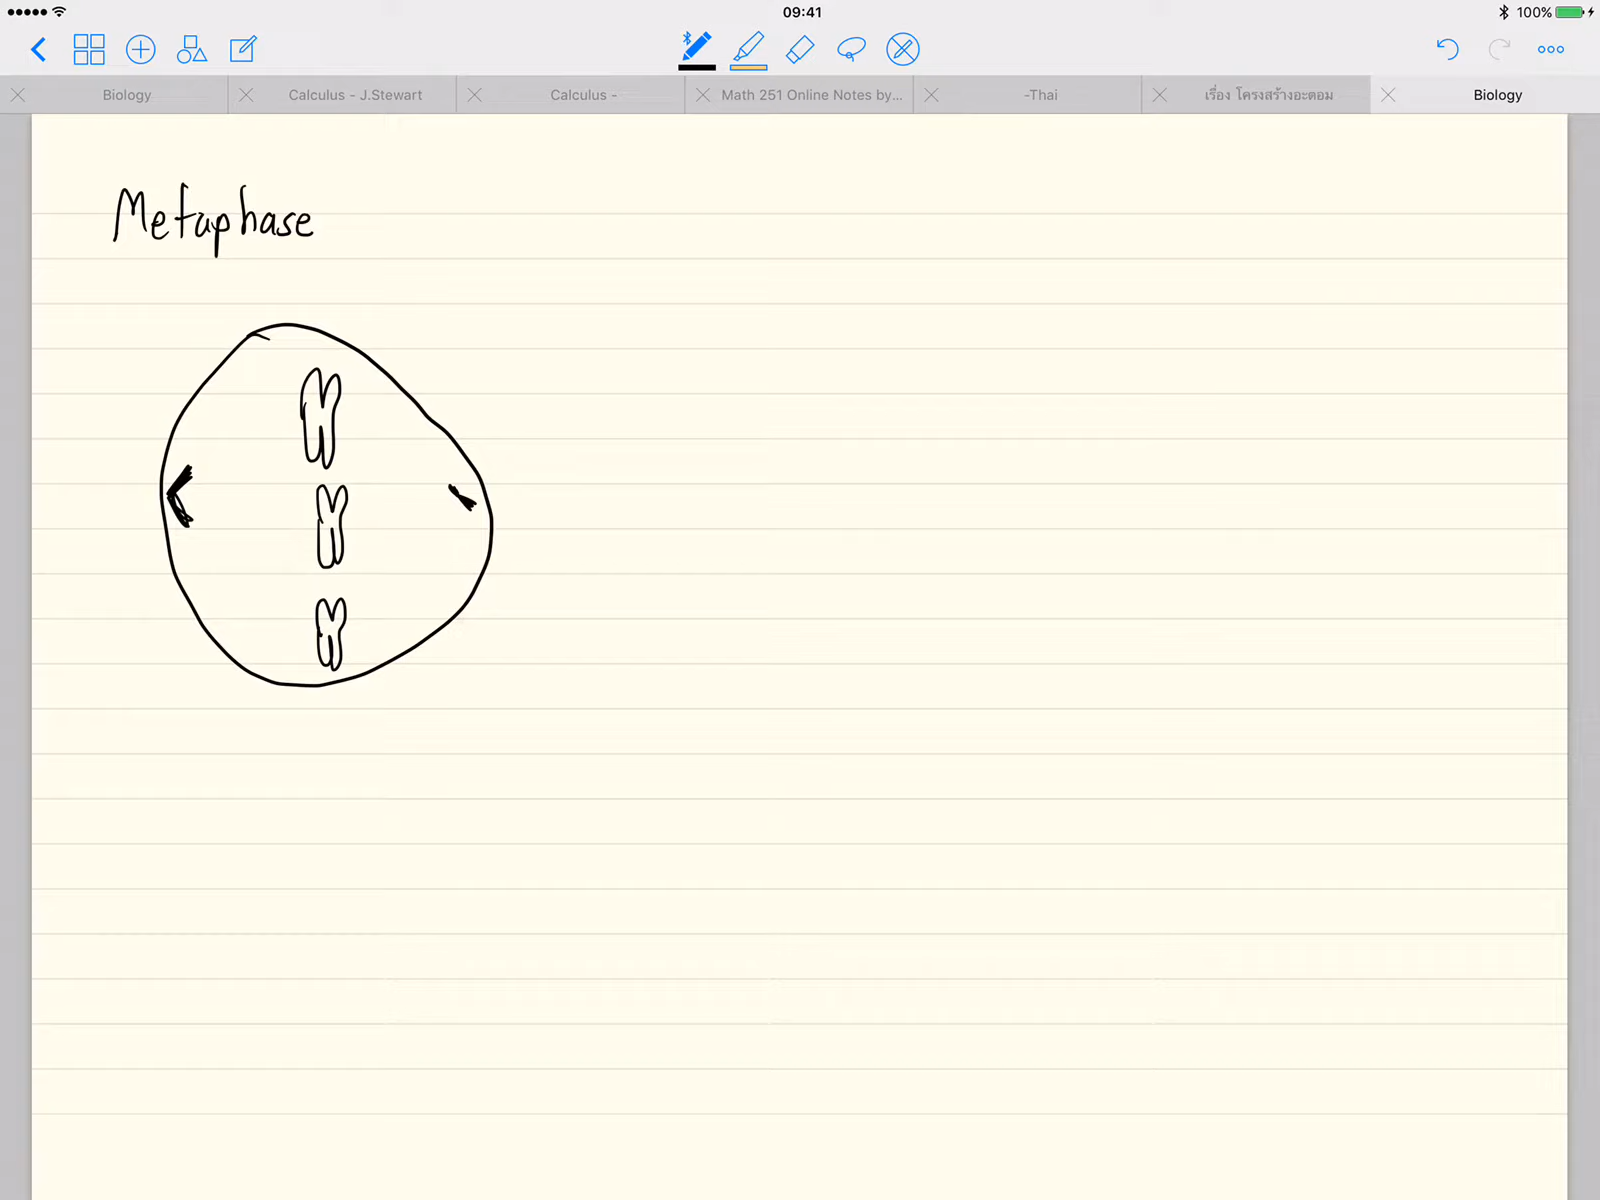 09:41
100%
Biology
Calculus - J.Stewart
Calculus -
Math 251 Online Notes by...
-Thai
เรื่อง โครงสร้างอะตอม
Biology
Metaphase